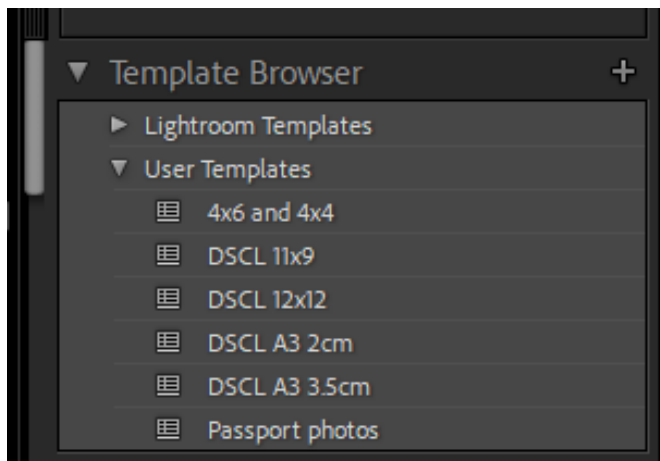 Template Browser
Lightroom Templates
User Templates
4x6 and 4x4
DSCL 11x9
DSCL 12x12
DSCL A3 2cm
DSCL A3 3.5cm
Passport photos